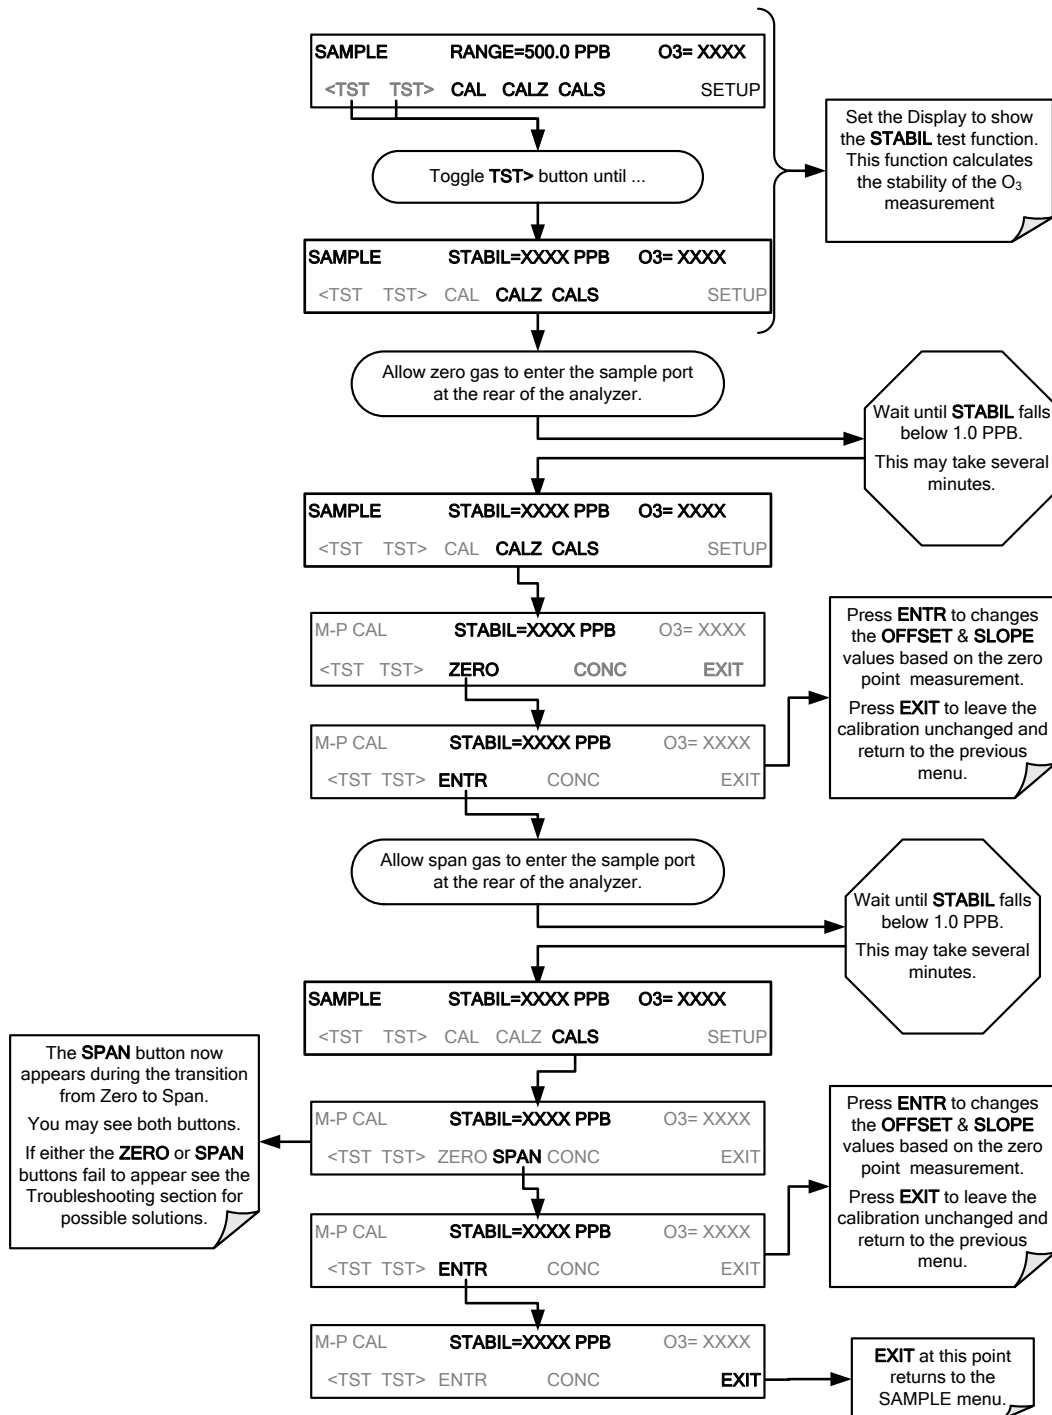 SAMPLE RANGE=500.0 PPB O3= XXXX
<TST TST> CAL CALZ CALS SETUP
Set the Display to show
the STABIL test function.
This function calculates
the stability of the O3
measurement
Toggle TST> button until ...
SAMPLE STABIL=XXXX PPB O3= XXXX
<TST TST> CAL CALZ CALS SETUP
Allow zero gas to enter the sample port
at the rear of the analyzer.
Wait until STABIL falls
below 1.0 PPB.
This may take several
minutes.
SAMPLE STABIL=XXXX PPB O3= XXXX
<TST TST> CAL CALZ CALS SETUP
M-P CAL STABIL=XXXX PPB O3= XXXX
<TST TST> ZERO CONC EXIT
Press ENTR to changes
the OFFSET & SLOPE
values based on the zero
point measurement.
Press EXIT to leave the
calibration unchanged and
return to the previous
menu.
M-P CAL STABIL=XXXX PPB O3= XXXX
<TST TST> ENTR CONC EXIT
Allow span gas to enter the sample port
at the rear of the analyzer.
Wait until STABIL falls
below 1.0 PPB.
This may take several
minutes.
SAMPLE STABIL=XXXX PPB O3= XXXX
<TST TST> CAL CALZ CALS SETUP
The SPAN button now
appears during the transition
from Zero to Span.
You may see both buttons.
If either the ZERO or SPAN
buttons fail to appear see the
Troubleshooting section for
possible solutions.
M-P CAL STABIL=XXXX PPB O3= XXXX
<TST TST> ZERO SPAN CONC EXIT
Press ENTR to changes
the OFFSET & SLOPE
values based on the zero
point measurement.
Press EXIT to leave the
calibration unchanged and
return to the previous
menu.
M-P CAL STABIL=XXXX PPB O3= XXXX
<TST TST> ENTR CONC EXIT
M-P CAL STABIL=XXXX PPB O3= XXXX
<TST TST> ENTR CONC EXIT
EXIT at this point
returns to the
SAMPLE menu.